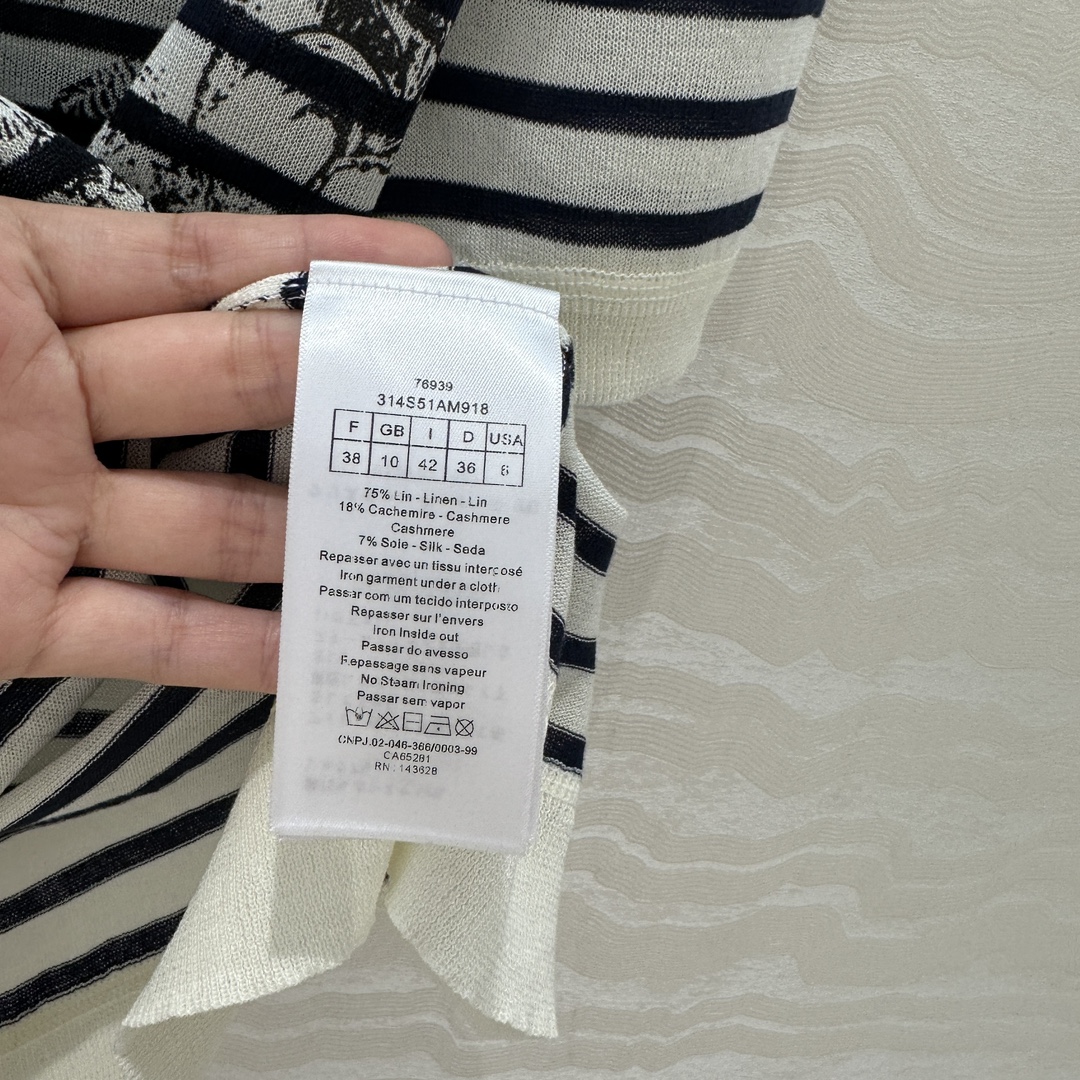 76939
314S51AM918
F GB I D USA
38 10 42 36 6
75% Lin - Linen - Lin
18% Cachemire - Cashmere
Cashmere
7% Soie - Silk - Seda
Repasser avec un tissu interposé
Iron garment under a cloth
Passar com um tecido interposto
Repasser sur l'envers
Iron Inside out
Passar do avesso
Repassage sans vapeur
No Steam Ironing
Passar sem vapor
CNPJ.02-046-366/0003-99
CA65281
RN: 143628